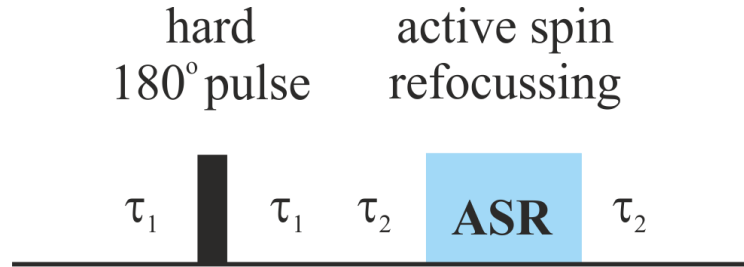 hard active spin
180° pulse refocussing
τ₁ τ₁ τ₂ ASR τ₂